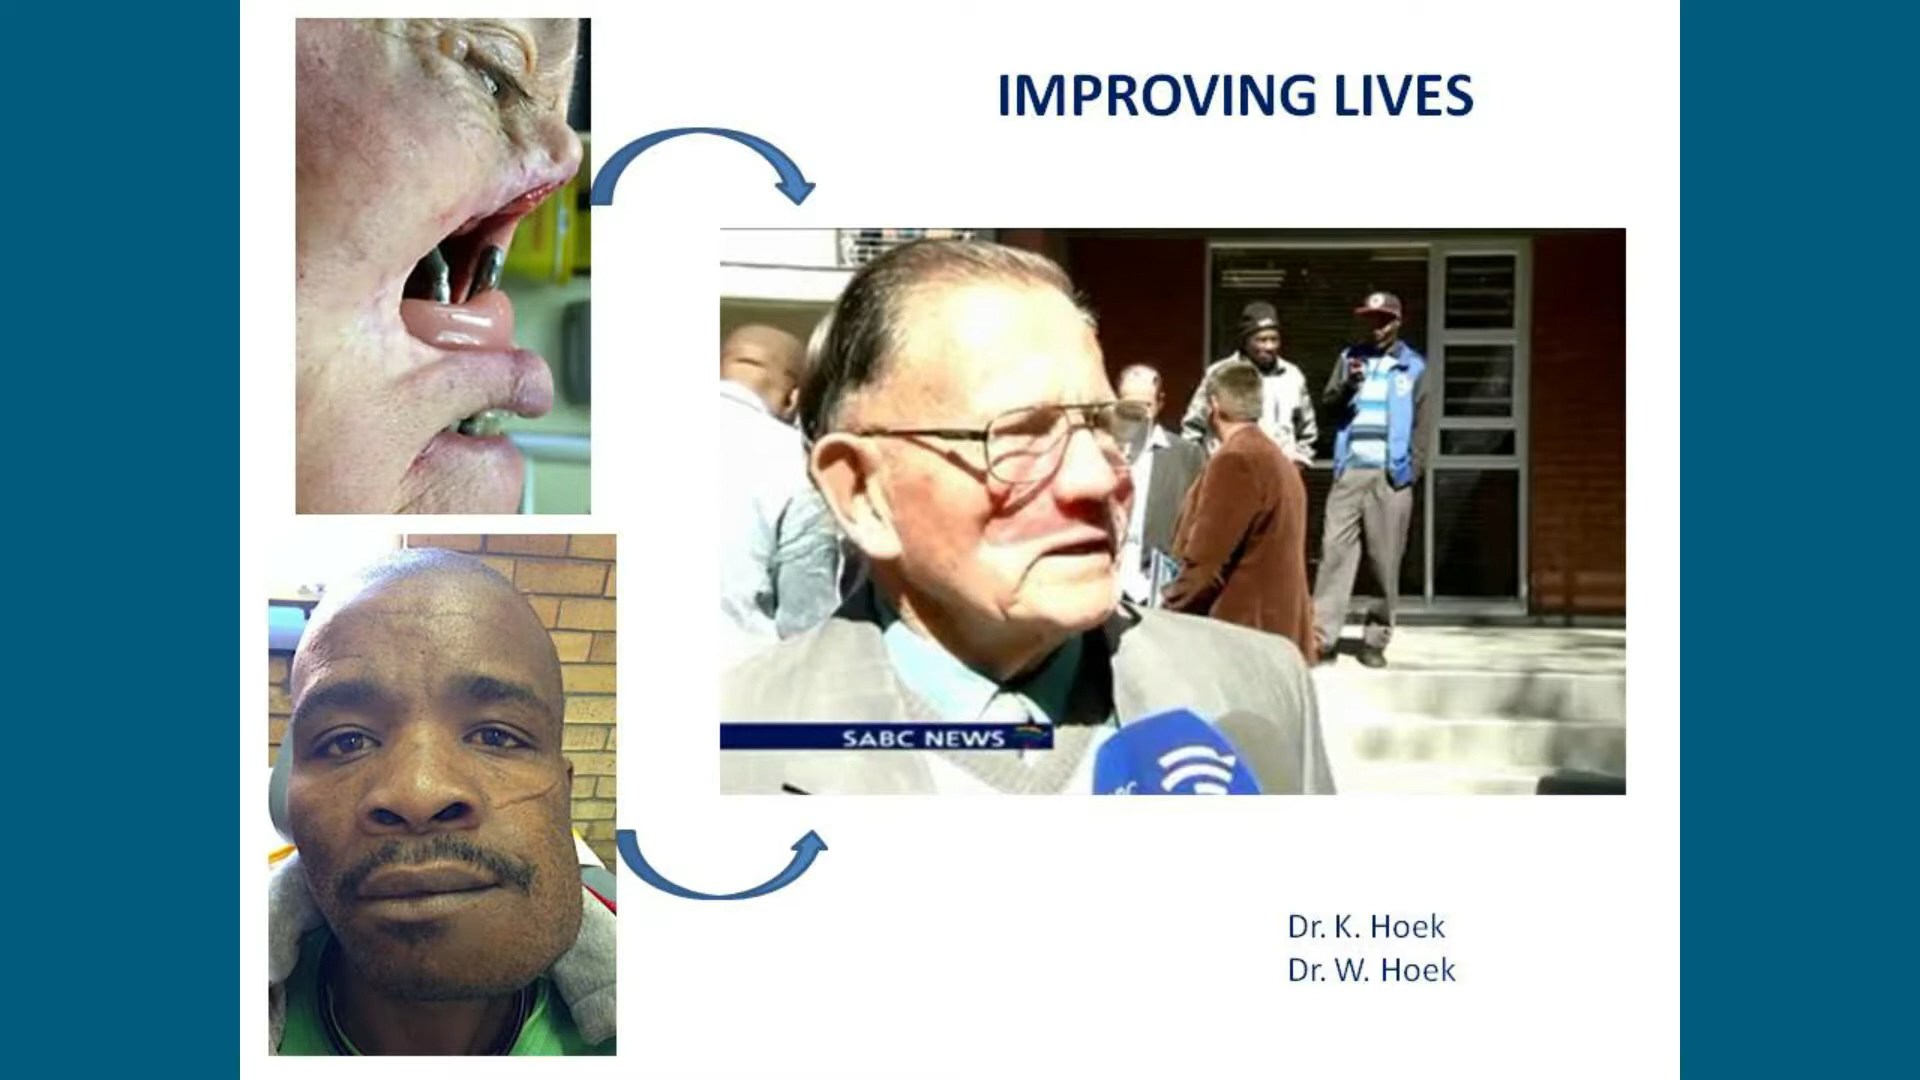 IMPROVING LIVES
SABC NEWS
Dr. K. Hoek
Dr. W. Hoek